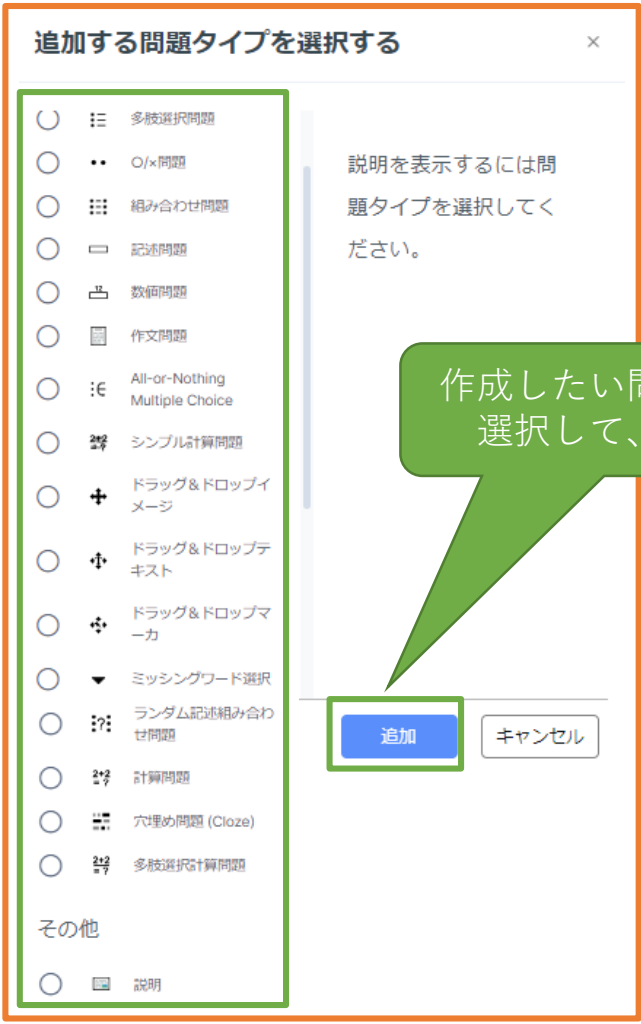 追加する問題タイプを選択する
×
多肢選択問題
○/×問題
組み合わせ問題
記述問題
12
数値問題
作文問題
All-or-Nothing
Multiple Choice
2+2
=?
シンプル計算問題
ドラッグ&ドロップイ
メージ
ドラッグ&ドロップテ
キスト
ドラッグ&ドロップマ
ーカ
ミッシングワード選択
?
ランダム記述組み合わ
せ問題
2+2
=?
計算問題
穴埋め問題 (Cloze)
2+2
=?
多肢選択計算問題
その他
説明
説明を表示するには問
題タイプを選択してく
ださい。
作成したい
選択して、
追加
キャンセル